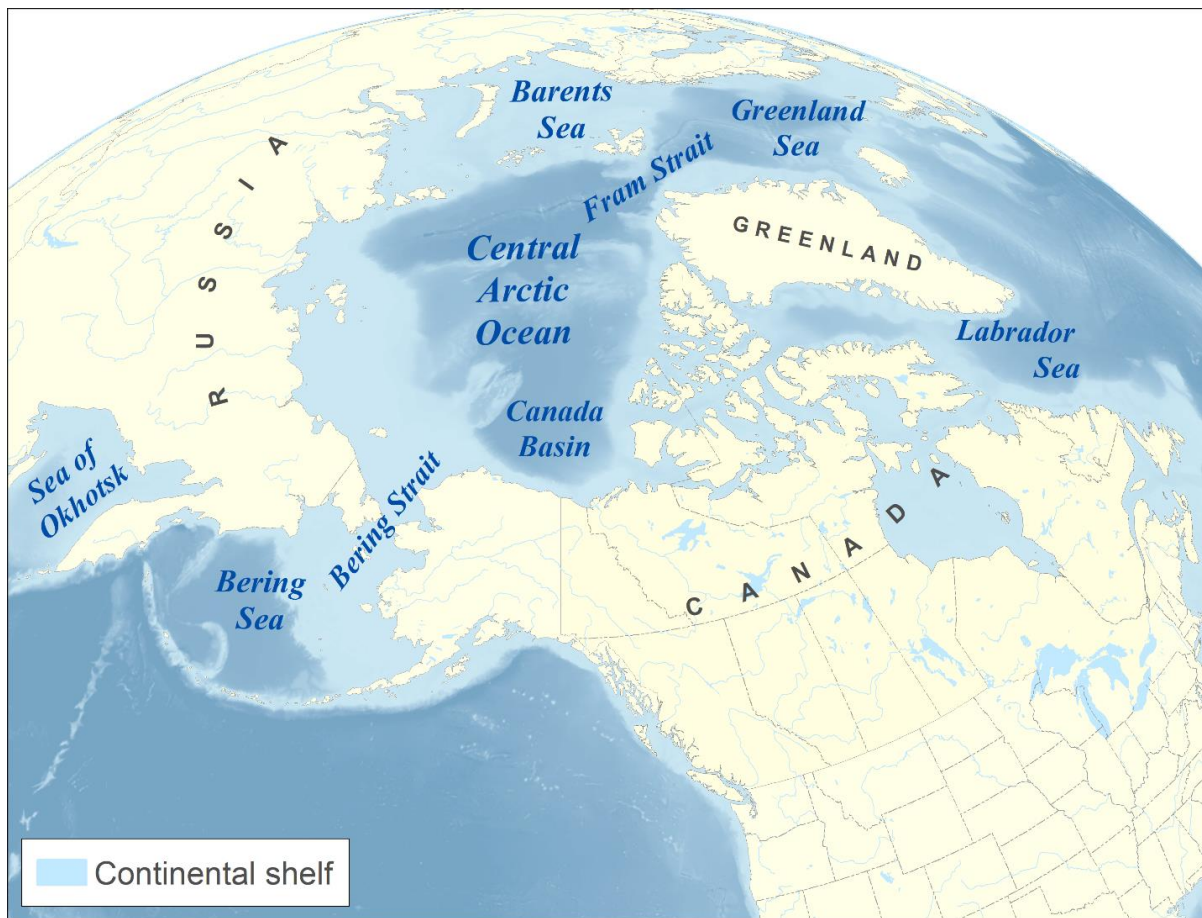 Barents
Sea
Greenland
Sea
Fram Strait
RUSSIA
GREENLAND
Central
Arctic
Ocean
Labrador
Sea
Canada
Basin
Sea of
Okhotsk
Bering Strait
CANADA
Bering
Sea
Continental shelf